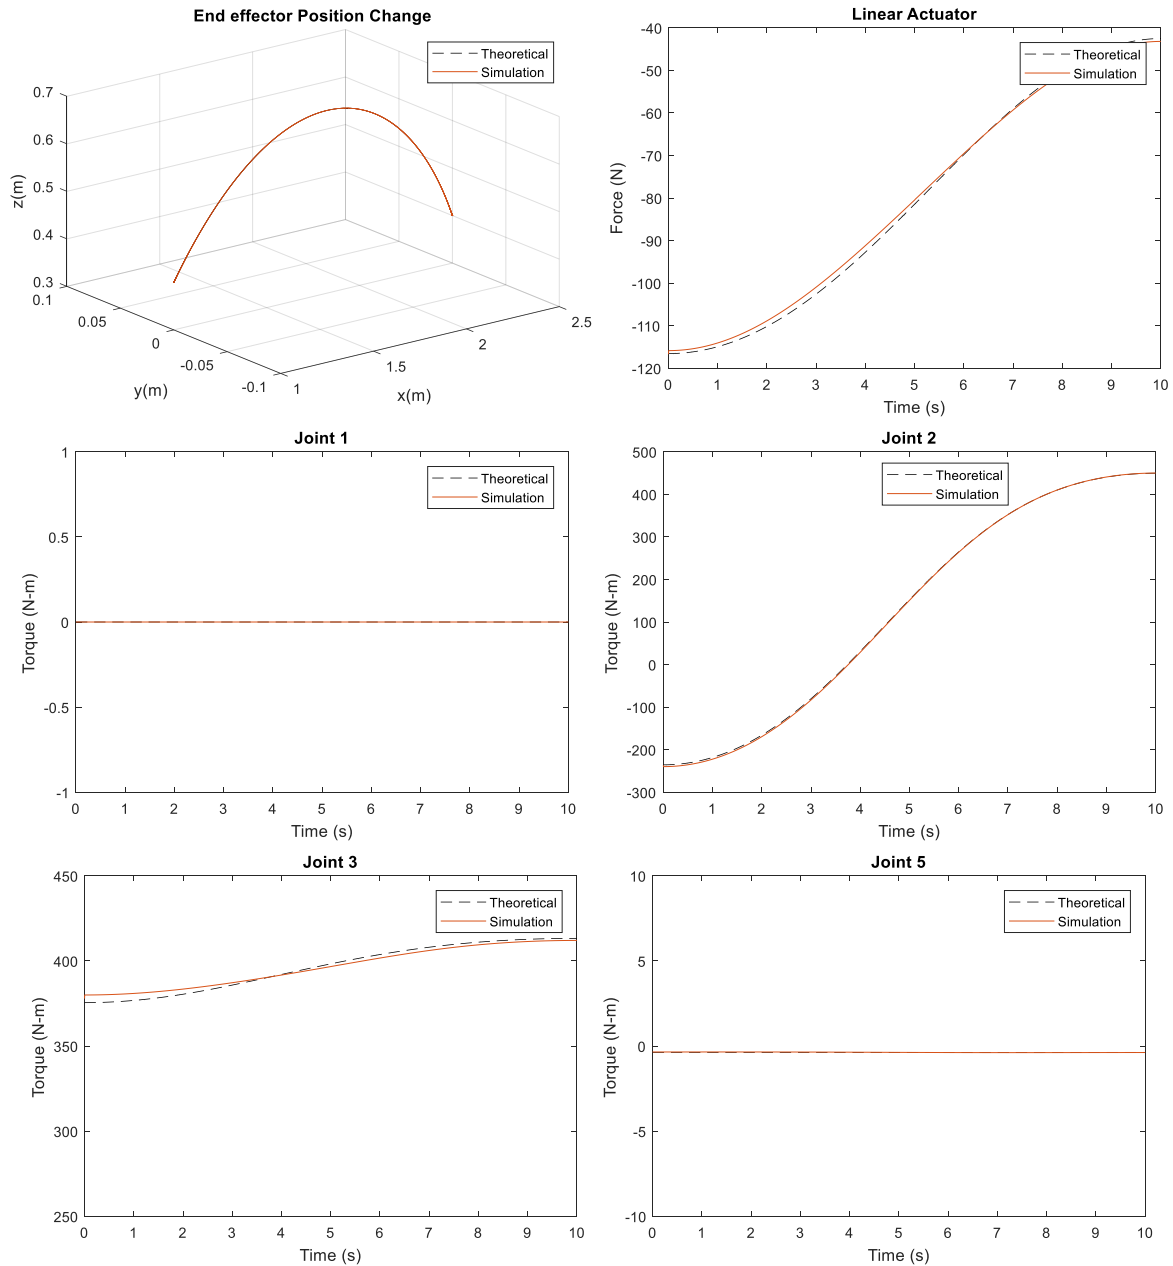 End effector Position Change
Theoretical
Simulation
z(m)
0.7
0.6
0.5
0.4
0.3
0.1
0.05
0
-0.05
-0.1
y(m)
1
1.5
2
2.5
x(m)
Linear Actuator
Theoretical
Simulation
Force (N)
-40
-50
-60
-70
-80
-90
-100
-110
-120
0 1 2 3 4 5 6 7 8 9 10
Time (s)
Joint 1
Theoretical
Simulation
Torque (N-m)
1
0.5
0
-0.5
-1
0 1 2 3 4 5 6 7 8 9 10
Time (s)
Joint 2
Theoretical
Simulation
Torque (N-m)
500
400
300
200
100
0
-100
-200
-300
0 1 2 3 4 5 6 7 8 9 10
Time (s)
Joint 3
Theoretical
Simulation
Torque (N-m)
450
400
350
300
250
0 1 2 3 4 5 6 7 8 9 10
Time (s)
Joint 5
Theoretical
Simulation
Torque (N-m)
10
5
0
-5
-10
0 1 2 3 4 5 6 7 8 9 10
Time (s)